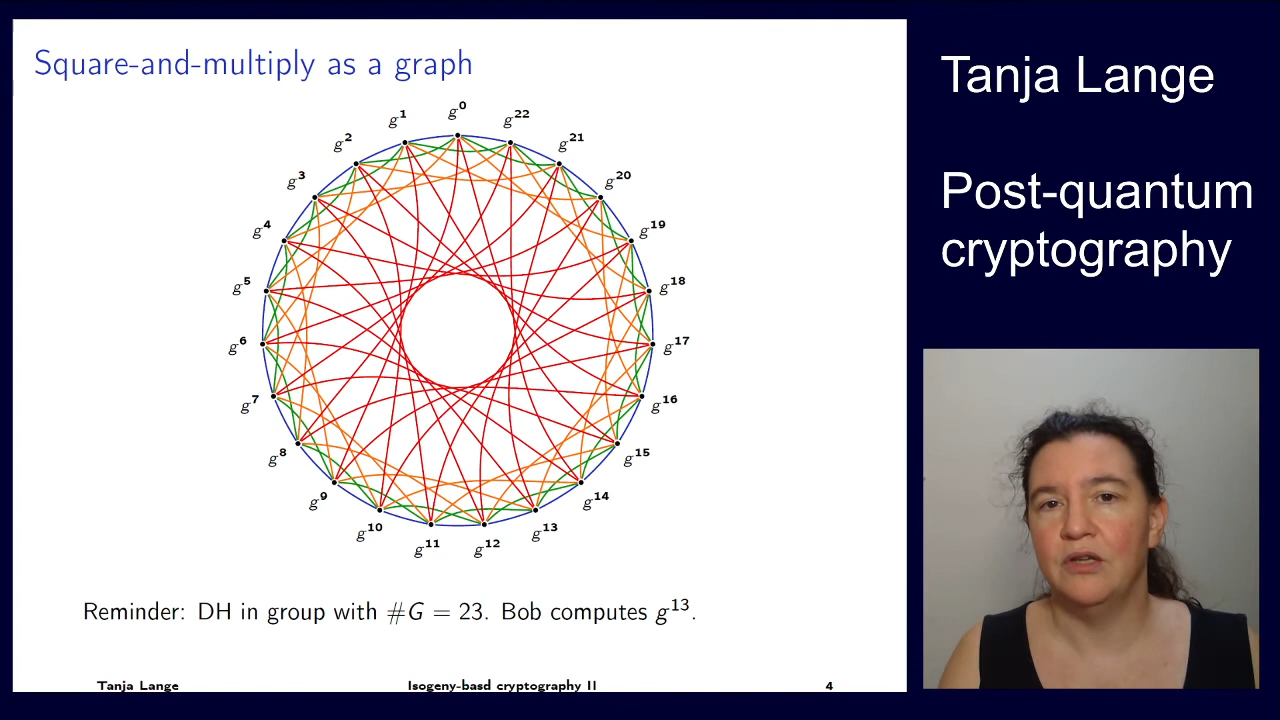 Square-and-multiply as a graph
g^0
g^1
g^22
g^2
g^21
g^3
g^20
g^4
g^19
g^5
g^18
g^6
g^17
g^7
g^16
g^8
g^15
g^9
g^14
g^10
g^13
g^11
g^12
Reminder: DH in group with #G = 23. Bob computes g^13.
Tanja Lange Isogeny-basd cryptography II 4
Tanja Lange
Post-quantum
cryptography